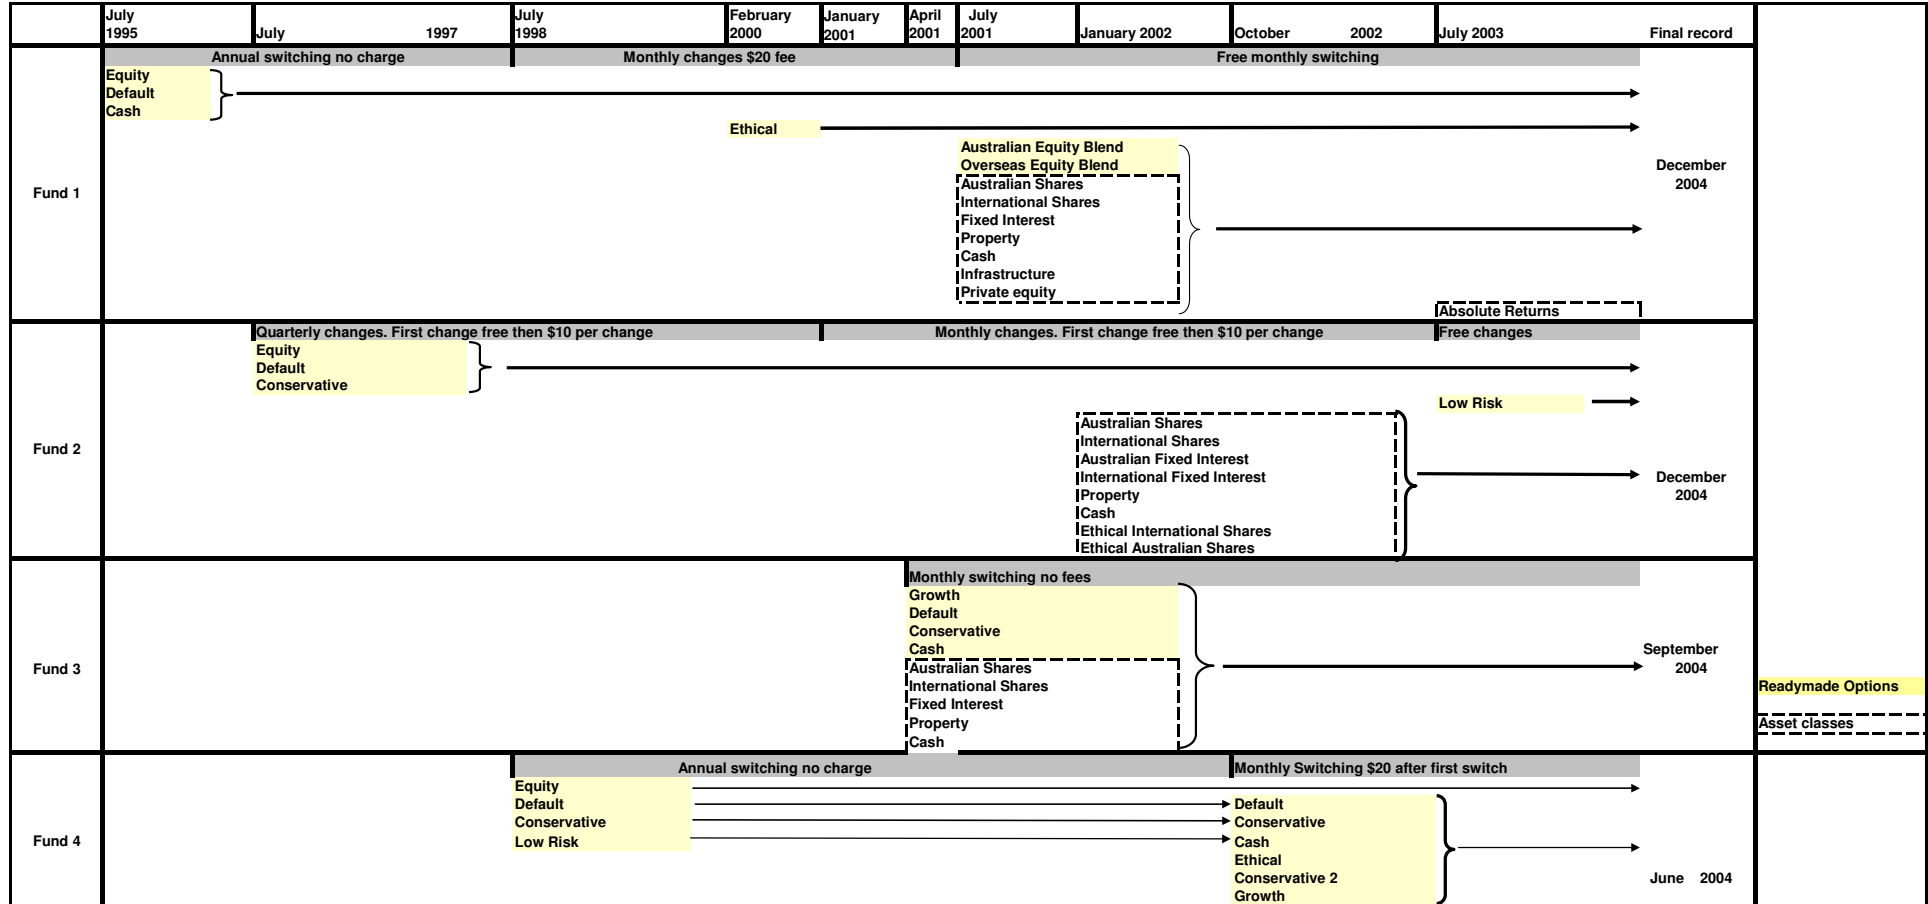 July February January April July
1995 July 1997 1998 2000 2001 2001 2001 January 2002 October 2002 July 2003 Final record
Annual switching no charge Monthly changes $20 fee Free monthly switching
Equity
Default
Cash
Ethical
Australian Equity Blend
Overseas Equity Blend
Australian Shares
International Shares
Fixed Interest
Property
Cash
Infrastructure
Private equity
Absolute Returns
Fund 1
December
2004
Quarterly changes. First change free then $10 per change Monthly changes. First change free then $10 per change Free changes
Equity
Default
Conservative
Low Risk
Australian Shares
International Shares
Australian Fixed Interest
International Fixed Interest
Property
Cash
Ethical International Shares
Ethical Australian Shares
Fund 2
December
2004
Monthly switching no fees
Growth
Default
Conservative
Cash
Australian Shares
International Shares
Fixed Interest
Property
Cash
Fund 3
September
2004
Readymade Options
Asset classes
Annual switching no charge Monthly Switching $20 after first switch
Equity
Default Default
Conservative Conservative
Low Risk Cash
Ethical
Conservative 2
Growth
Fund 4
June 2004